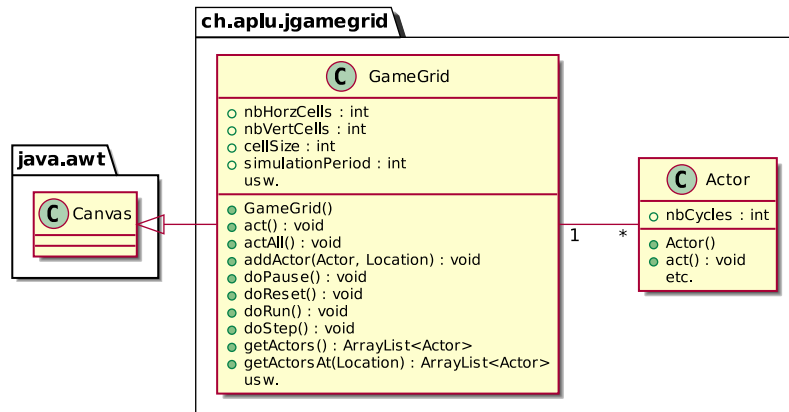 ch.aplu.jgamegrid
C GameGrid
nbHorzCells : int
nbVertCells : int
cellSize : int
simulationPeriod : int
usw.
GameGrid()
act() : void
actAll() : void
addActor(Actor, Location) : void
doPause() : void
doReset() : void
doRun() : void
doStep() : void
getActors() : ArrayList<Actor>
getActorsAt(Location) : ArrayList<Actor>
usw.
java.awt
C Canvas
1
*
C Actor
nbCycles : int
Actor()
act() : void
etc.